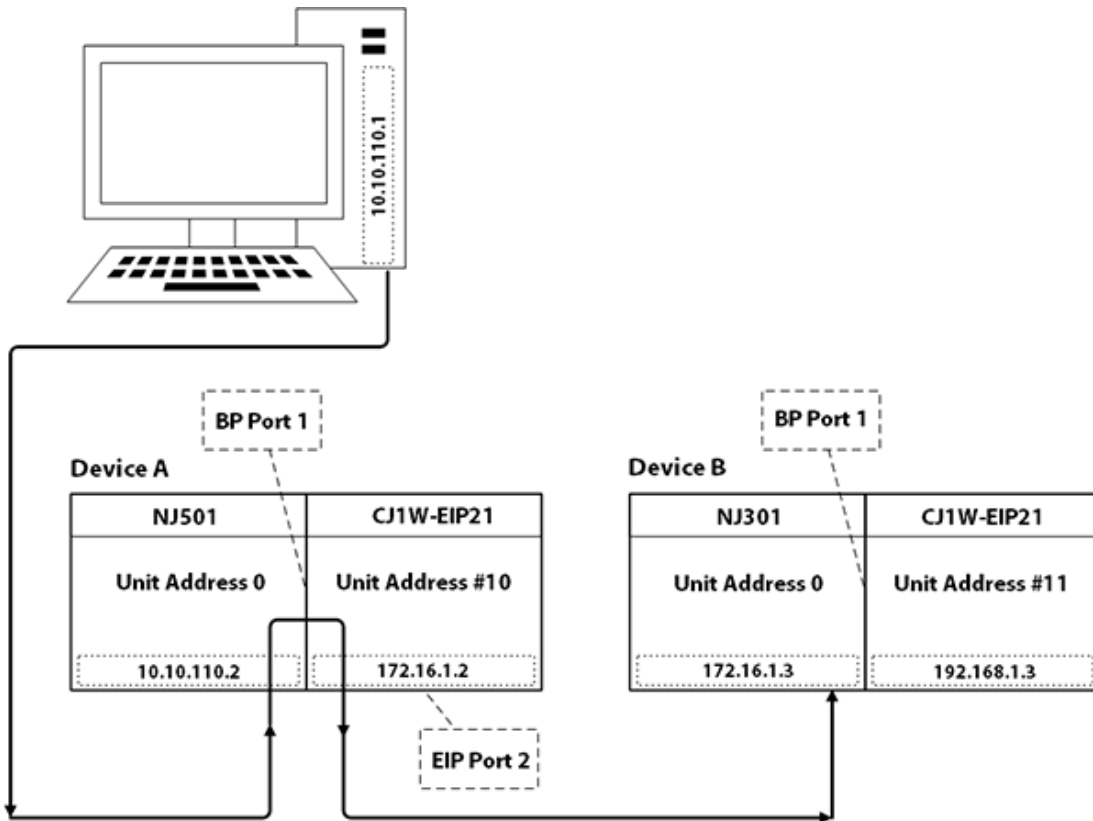 10.10.110.1
BP Port 1
BP Port 1
Device A
Device B
NJ501
CJ1W-EIP21
NJ301
CJ1W-EIP21
Unit Address 0
Unit Address #10
Unit Address 0
Unit Address #11
10.10.110.2
172.16.1.2
172.16.1.3
192.168.1.3
EIP Port 2